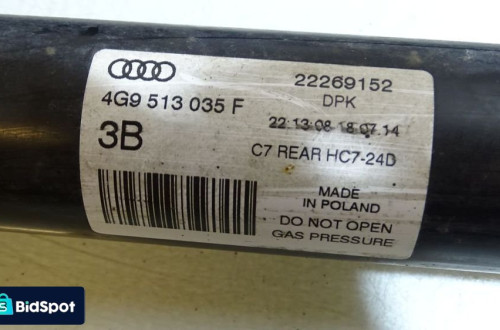 4G9 513 035 F
3B
22269152
DPK
22 13:08 18.07.14
C7 REAR HC7-24D
MADE
IN POLAND
DO NOT OPEN
GAS PRESSURE
BidSpot